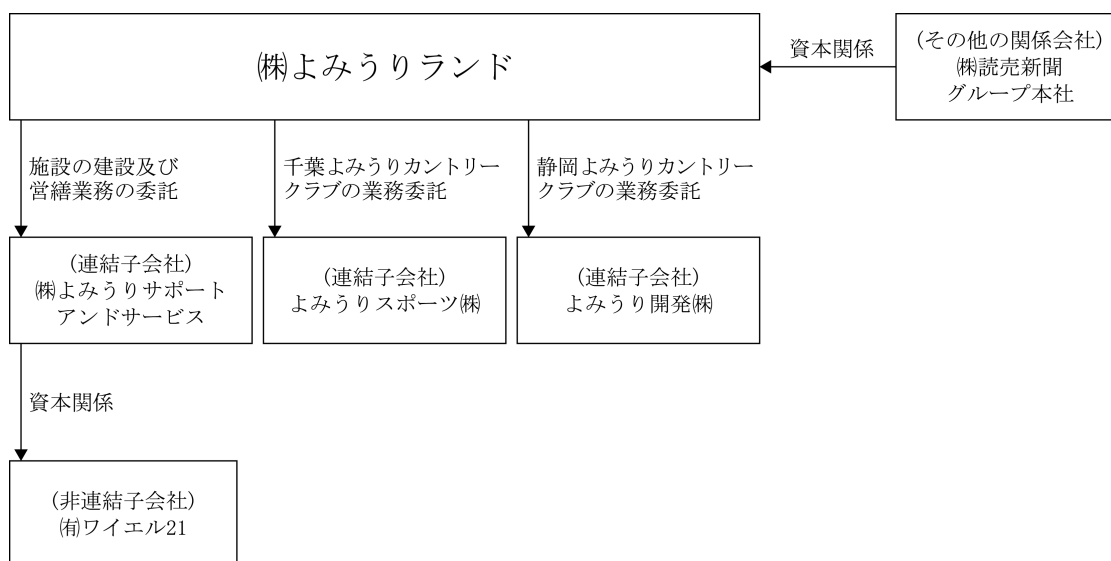 ㈱よみうりランド
資本関係
(その他の関係会社)
㈱読売新聞
グループ本社
施設の建設及び
営繕業務の委託
千葉よみうりカントリー
クラブの業務委託
静岡よみうりカントリー
クラブの業務委託
(連結子会社)
㈱よみうりサポート
アンドサービス
(連結子会社)
よみうりスポーツ㈱
(連結子会社)
よみうり開発㈱
資本関係
(非連結子会社)
㈲ワイエル21